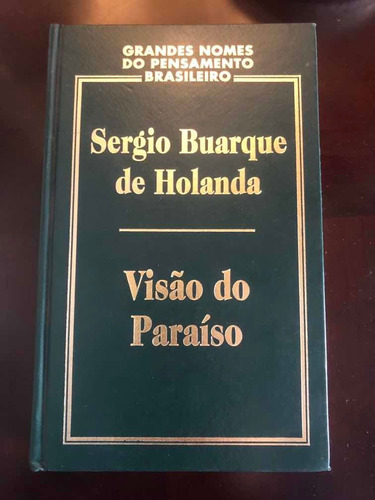 GRANDES NOMES
DO PENSAMENTO
BRASILEIRO
Sergio Buarque
de Holanda
Visão do
Paraíso